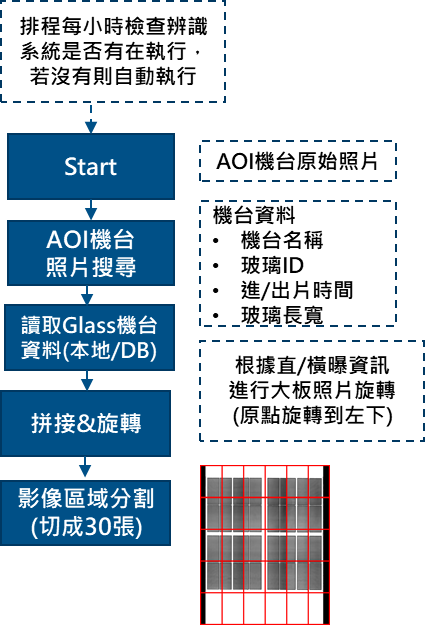 排程每小時檢查辨識
系統是否有在執行，
若沒有則自動執行
Start
AOI機台原始照片
AOI機台
照片搜尋
機台資料
• 機台名稱
• 玻璃ID
• 進/出片時間
• 玻璃長寬
讀取Glass機台
資料(本地/DB)
根據直/橫曝資訊
進行大板照片旋轉
(原點旋轉到左下)
拼接&旋轉
影像區域分割
(切成30張)